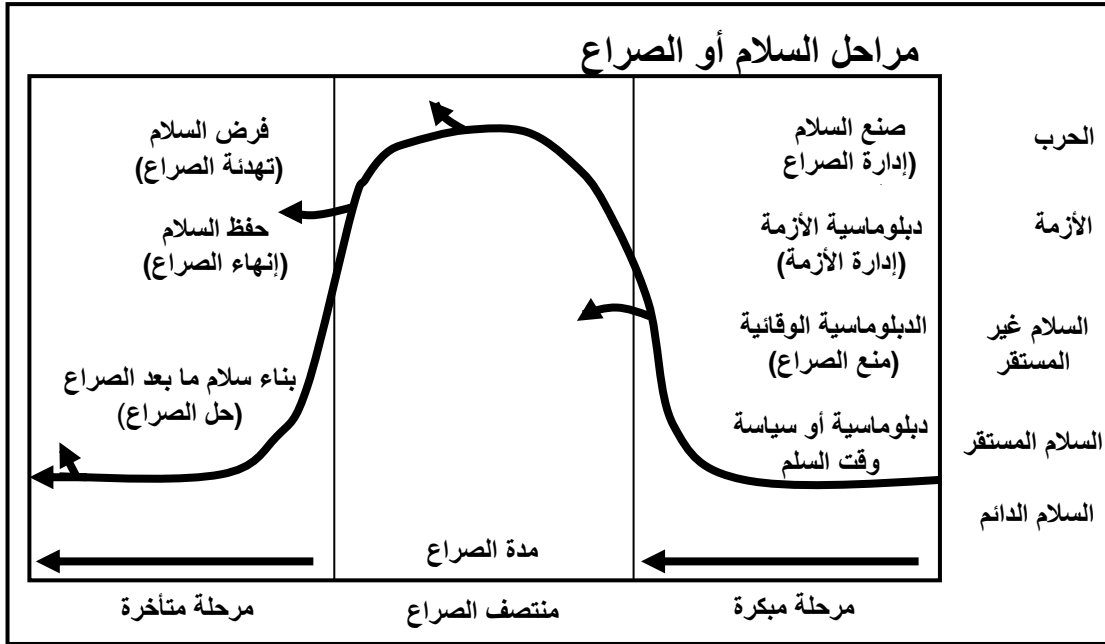 مراحل السلام أو الصراع
الحرب
الأزمة
السلام غير
المستقر
السلام المستقر
السلام الدائم
صنع السلام
(إدارة الصراع
دبلوماسية الأزمة
(إدارة الأزمة)
الدبلوماسية الوقائية
(منع الصراع)
دبلوماسية أو سياسة
وقت السلم
مدة الصراع
فرض السلام
(تهدئة الصراع)
حفظ السلام
(إنهاء الصراع)
بناء سلام ما بعد الصراع
(حل الصراع)
مرحلة مبكرة
منتصف الصراع
مرحلة متأخرة